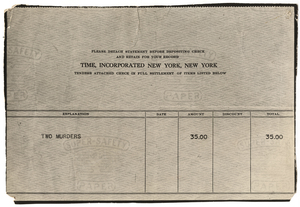 PLEASE DETACH STATEMENT BEFORE DEPOSITING CHECK
AND RETAIN FOR YOUR RECORD
TIME, INCORPORATED NEW YORK, NEW YORK
TENDERS ATTACHED CHECK IN FULL SETTLEMENT OF ITEMS LISTED BELOW
EXPLANATION DATE AMOUNT DISCOUNT TOTAL
TWO MURDERS 35.00 35.00